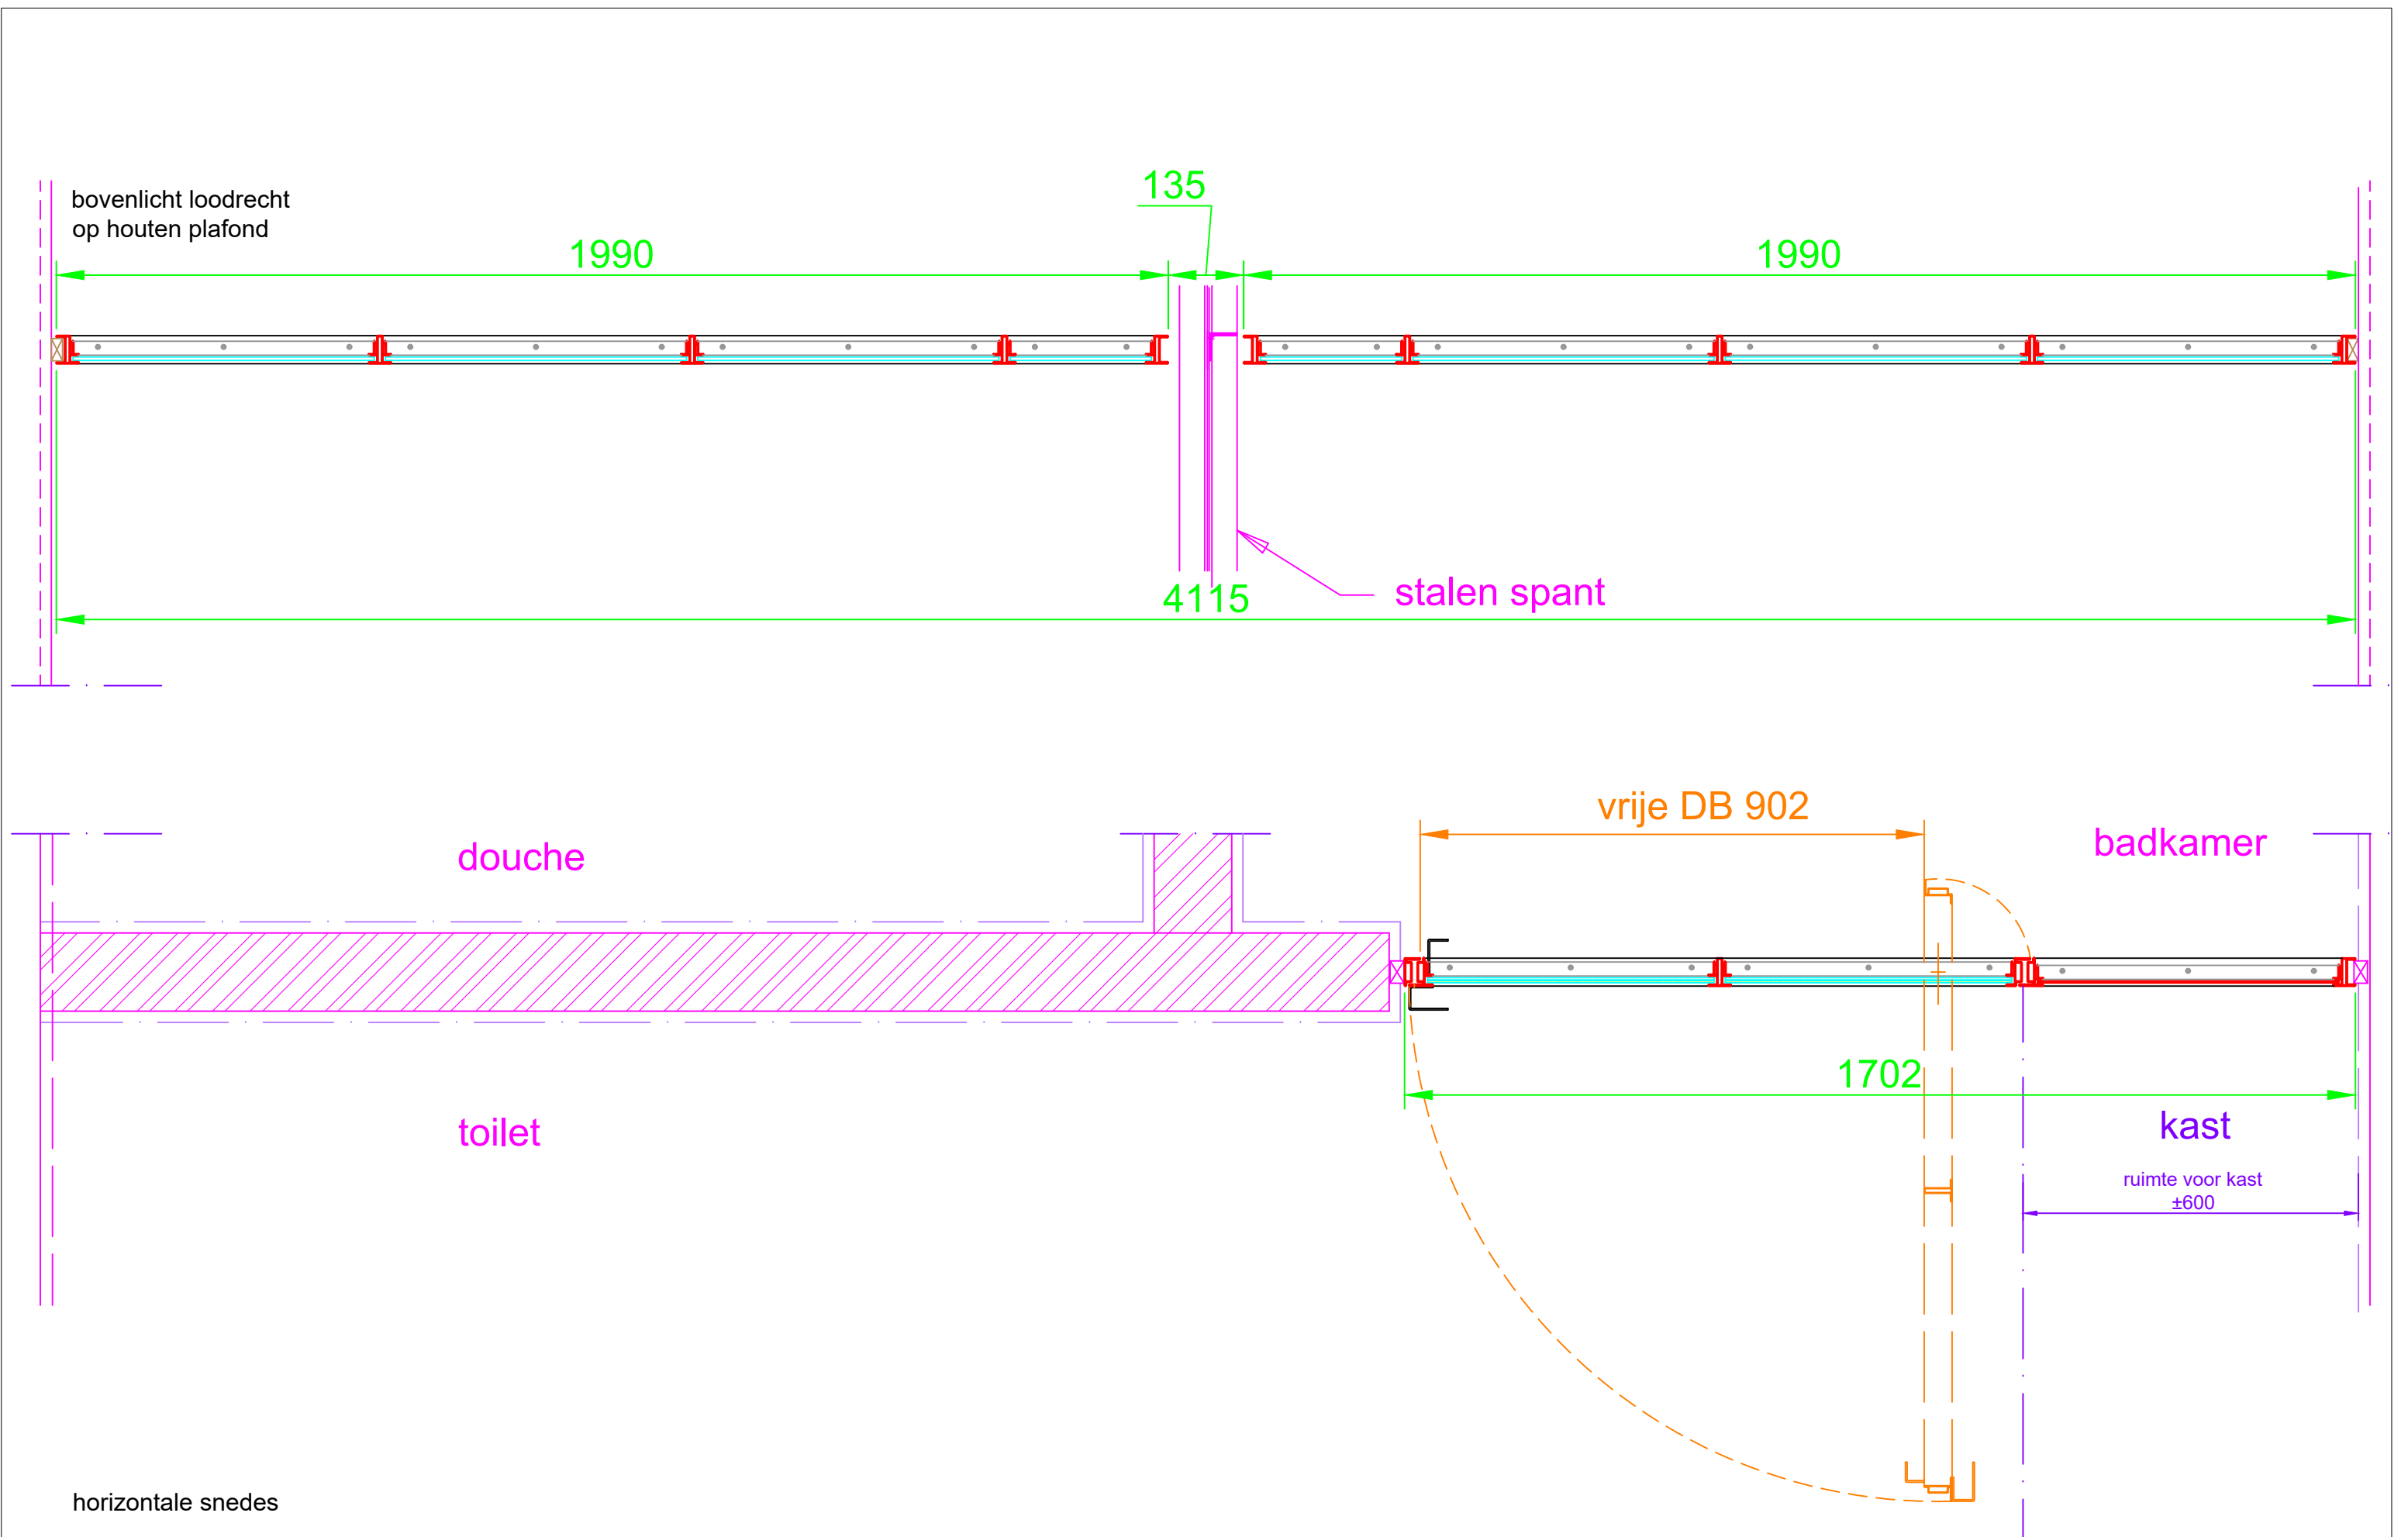 135
bovenlicht loodrecht
op houten plafond
1990
1990
stalen spant
4115
vrije DB 902
douche
badkamer
1702
toilet
kast
ruimte voor kast
±600
horizontale snedes